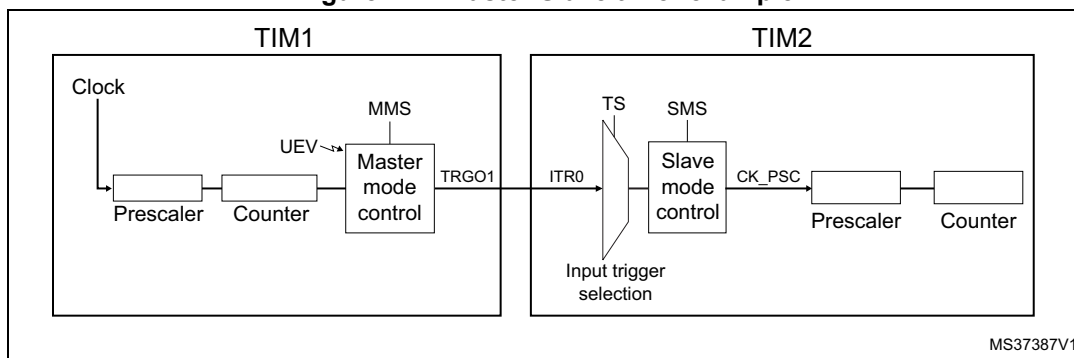 TIM1
TIM2
Clock
MMS
UEV
Master
mode
control
TRGO1
Prescaler
Counter
TS
SMS
ITR0
Slave
mode
control
CK_PSC
Prescaler
Counter
Input trigger
selection
MS37387V1